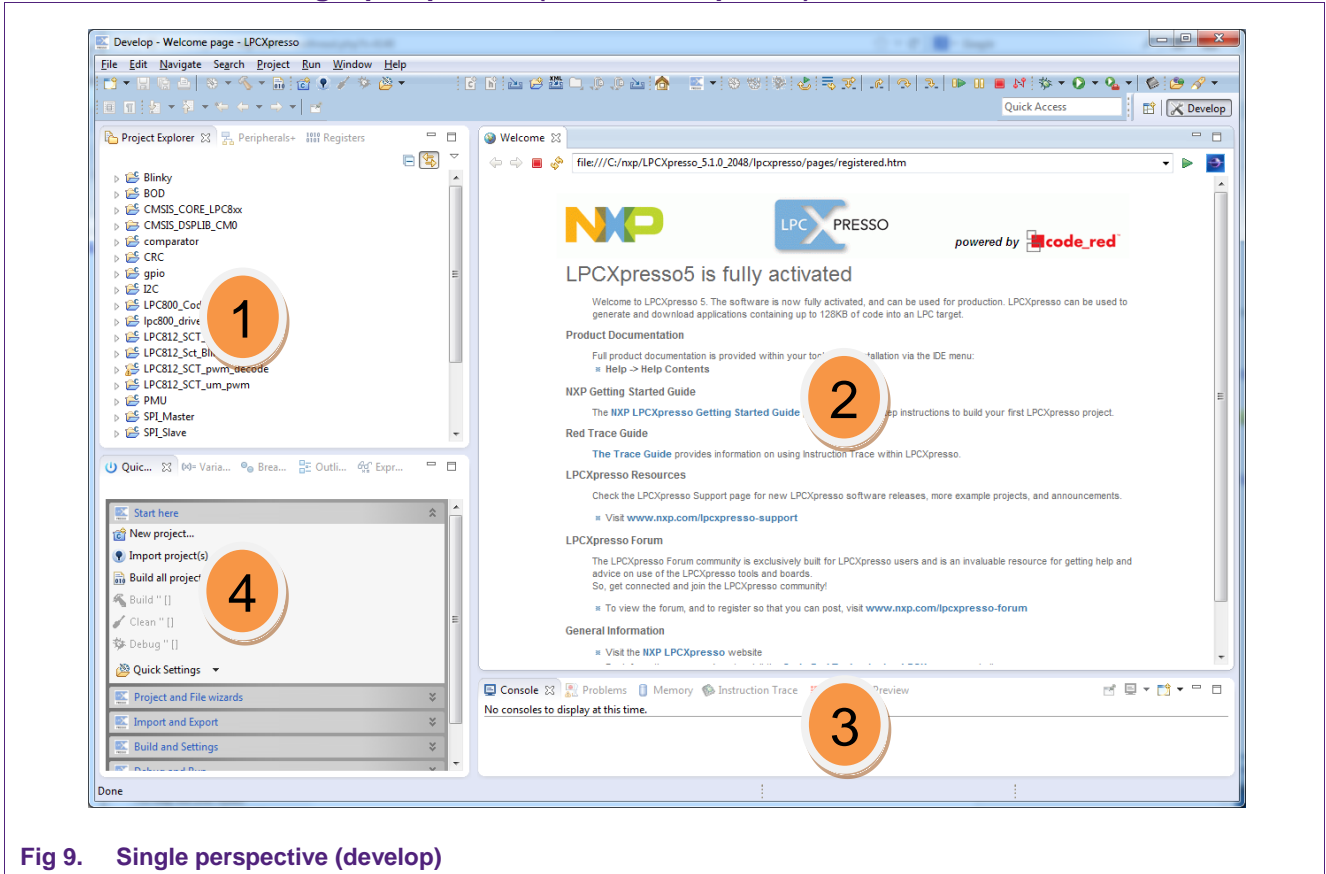 Develop - Welcome page - LPCXpresso
File Edit Navigate Search Project Run Window Help
Quick Access
Develop
Project Explorer Peripherals+ Registers
Blinky
BOD
CMSIS_CORE_LPC8xx
CMSIS_DSPLIB_CM0
comparator
CRC
gpio
I2C
LPC800_Cod
lpc800_drive
LPC812_SCT_
LPC812_Sct_Bli
LPC812_SCT_pwm_decode
LPC812_SCT_um_pwm
PMU
SPI_Master
SPI_Slave
1
Quic... (x)= Varia... Brea... Outli... Expr...
Start here
New project...
Import project(s)
Build all project
Build '' []
Clean '' []
Debug '' []
Quick Settings
Project and File wizards
Import and Export
Build and Settings
Debug and Run
4
Welcome
file:///C:/nxp/LPCXpresso_5.1.0_2048/lpcxpresso/pages/registered.htm
NXP
LPC XPRESSO
powered by code_red
LPCXpresso5 is fully activated
Welcome to LPCXpresso 5. The software is now fully activated, and can be used for production. LPCXpresso can be used to
generate and download applications containing up to 128KB of code into an LPC target.
Product Documentation
Full product documentation is provided within your tool installation via the IDE menu:
Help -> Help Contents
NXP Getting Started Guide
The NXP LPCXpresso Getting Started Guide ep instructions to build your first LPCXpresso project.
Red Trace Guide
The Trace Guide provides information on using Instruction Trace within LPCXpresso.
LPCXpresso Resources
Check the LPCXpresso Support page for new LPCXpresso software releases, more example projects, and announcements.
Visit www.nxp.com/lpcxpresso-support
LPCXpresso Forum
The LPCXpresso Forum community is exclusively built for LPCXpresso users and is an invaluable resource for getting help and
advice on use of the LPCXpresso tools and boards.
So, get connected and join the LPCXpresso community!
To view the forum, and to register so that you can post, visit www.nxp.com/lpcxpresso-forum
General Information
Visit the NXP LPCXpresso website
2
Console Problems Memory Instruction Trace Preview
No consoles to display at this time.
3
Done
Fig 9. Single perspective (develop)